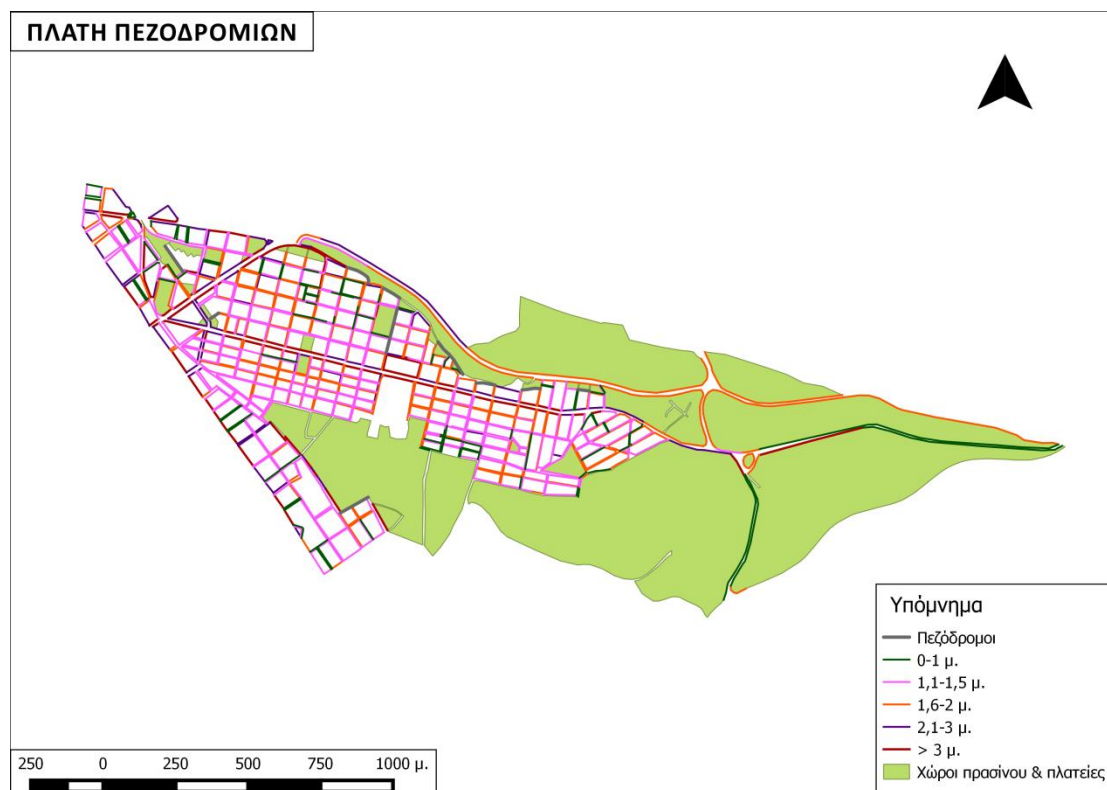 ΠΛΑΤΗ ΠΕΖΟΔΡΟΜΙΩΝ
Υπόμνημα
Πεζόδρομοι
0-1 μ.
1,1-1,5 μ.
1,6-2 μ.
2,1-3 μ.
> 3 μ.
Χώροι πρασίνου & πλατείες
250 0 250 500 750 1000 μ.